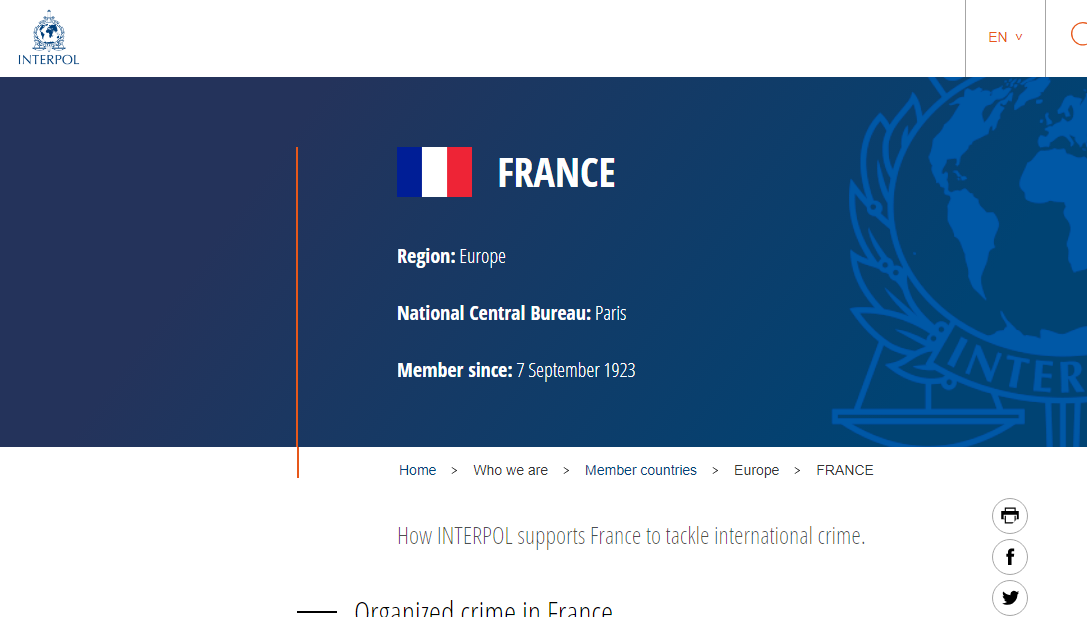 INTERPOL
EN
FRANCE
Region: Europe
National Central Bureau: Paris
Member since: 7 September 1923
INTER
Home > Who we are > Member countries > Europe > FRANCE
How INTERPOL supports France to tackle international crime.
Organized crime in France